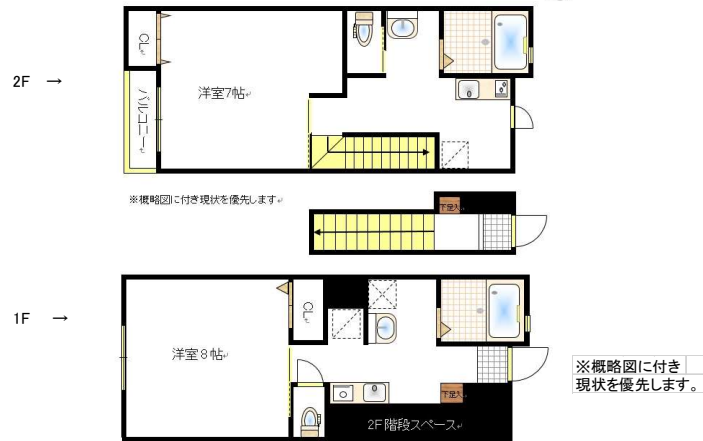 2F →
CL
洋室7帖
バルコニー
※概略図に付き現状を優先します
下足入
1F →
CL
洋室8帖
下足入
2F階段スペース
※概略図に付き
現状を優先します。